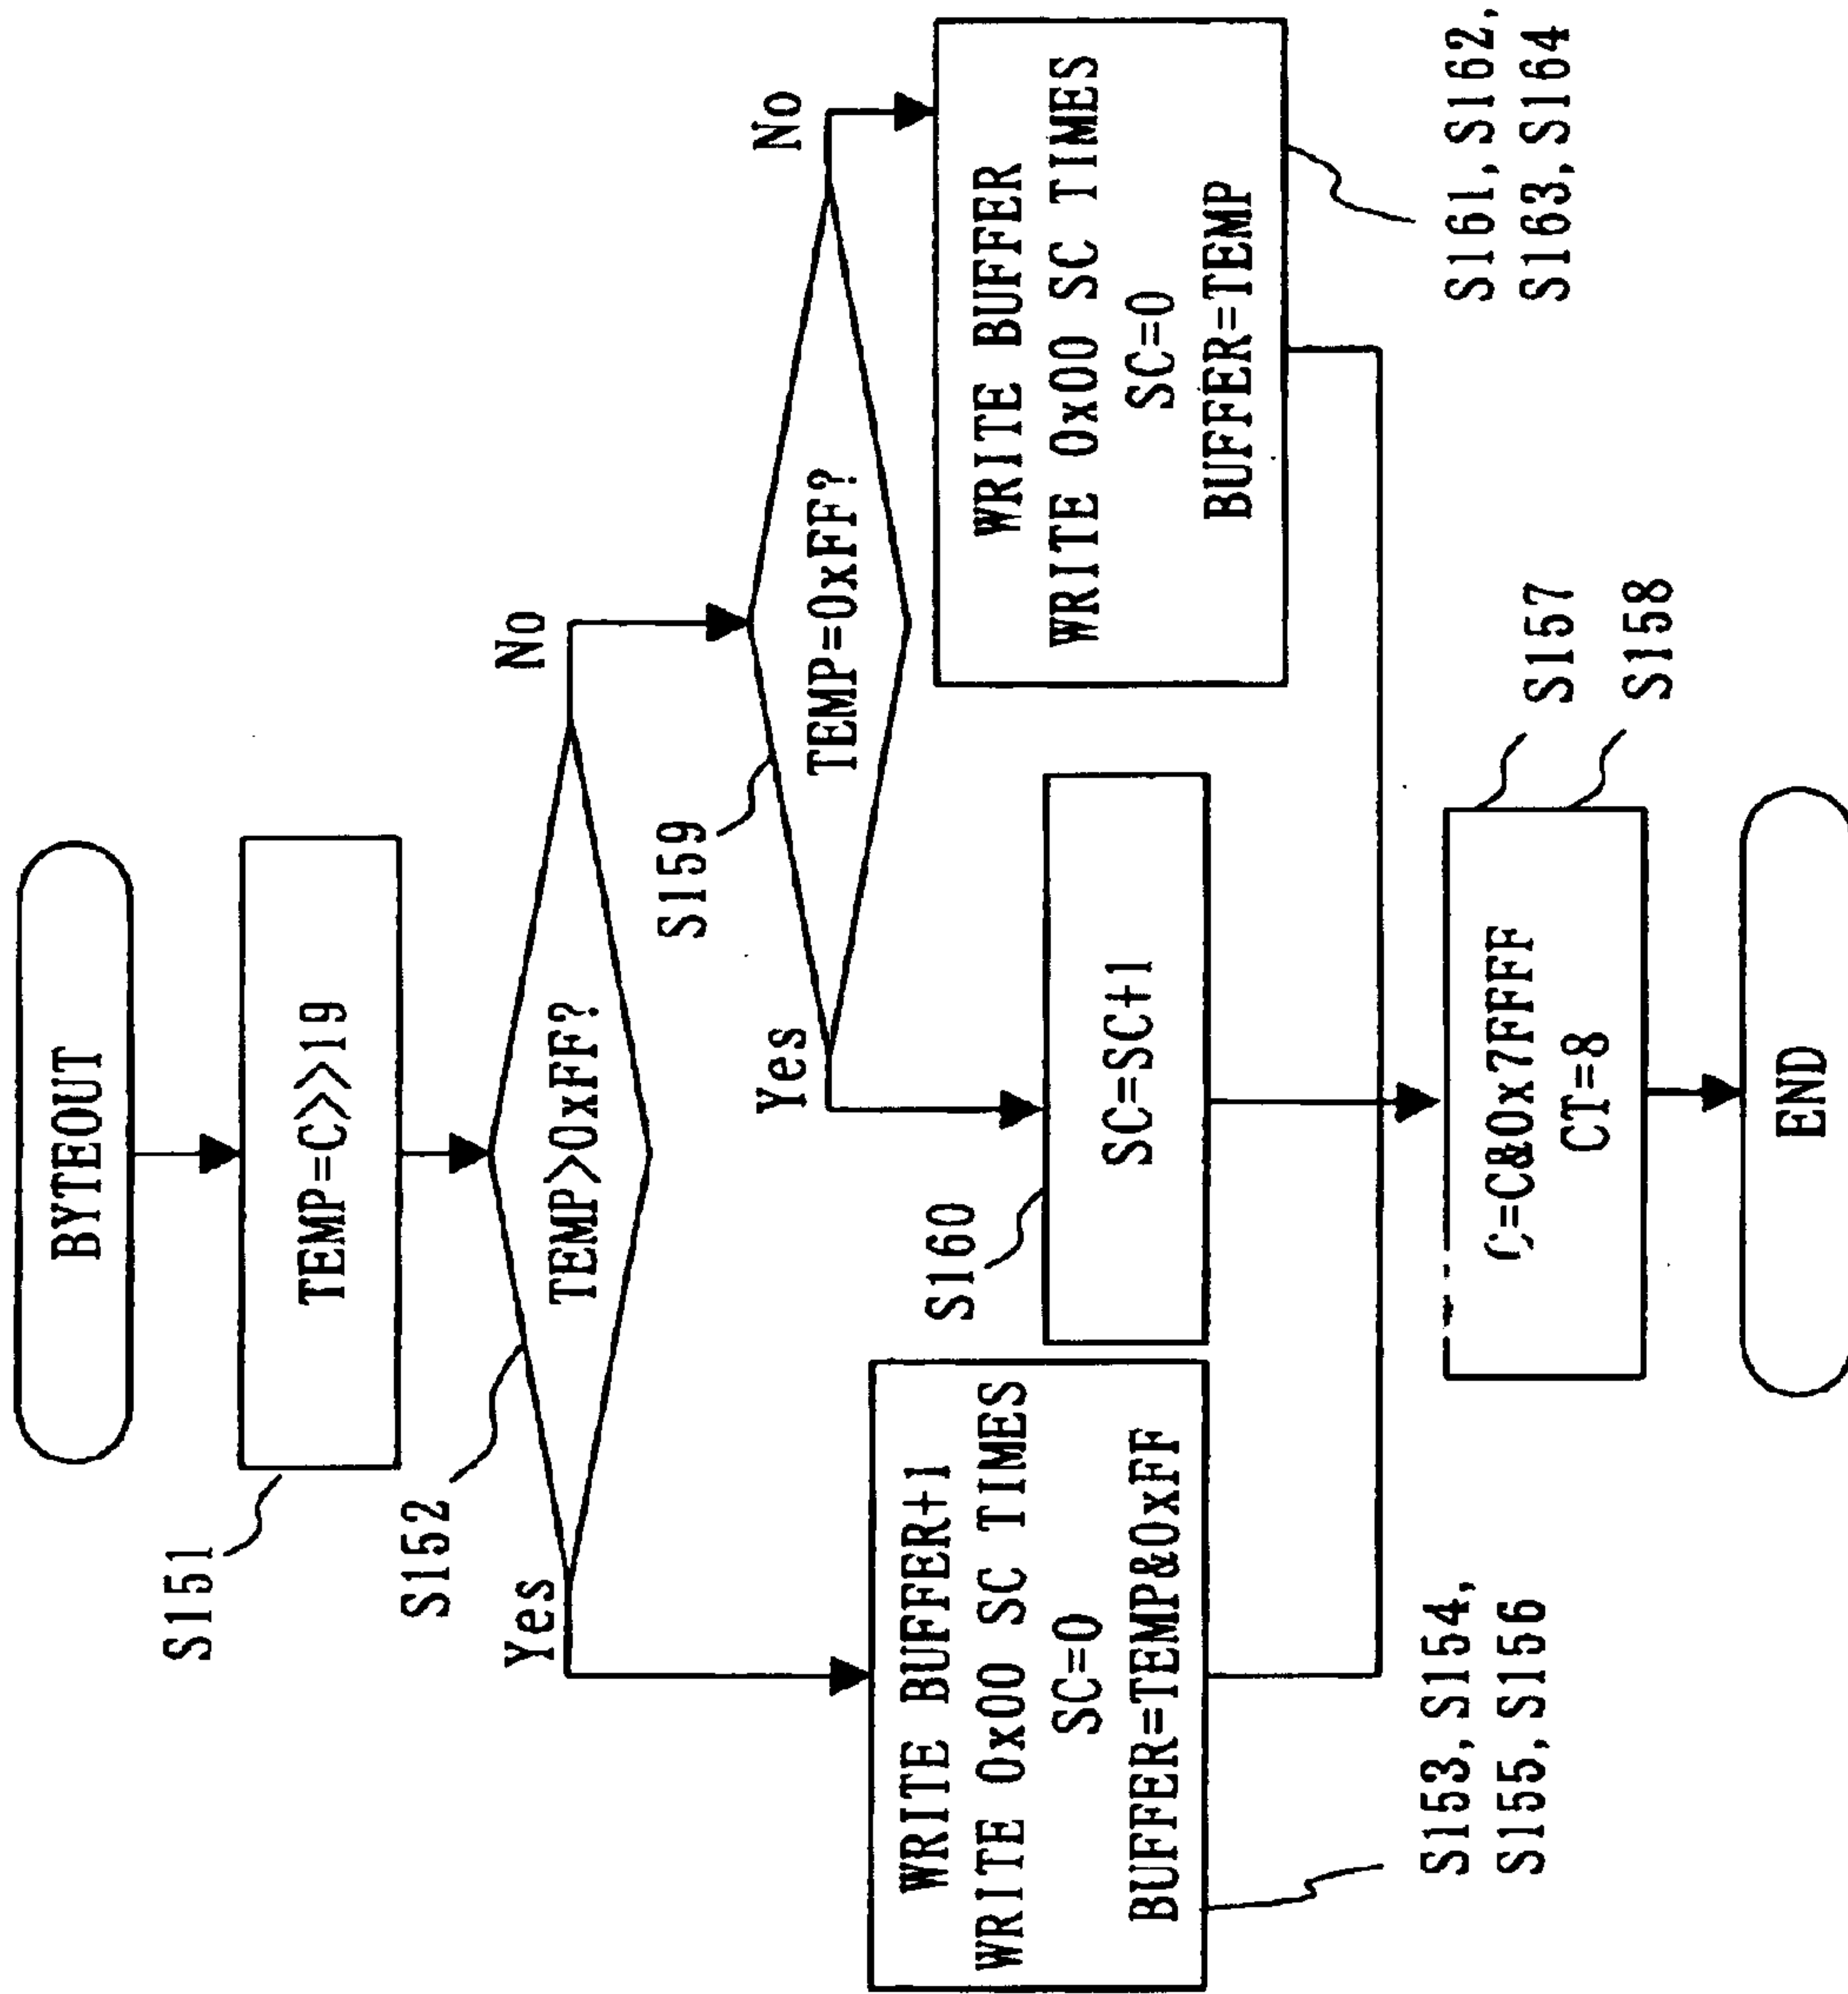 BYTEOUT
S151
TEMP=C>>19
S152
TEMP>0xFF?
Yes
No
S159
TEMP=0xFF?
Yes
No
WRITE BUFFER+1
WRITE 0x00 SC TIMES
SC=0
BUFFER=TEMP&0xFF
S153, S154,
S155, S156
S160
SC=SC+1
WRITE BUFFER
WRITE 0x00 SC TIMES
SC=0
BUFFER=TEMP
S161, S162,
S163, S164
C=C&0x7FFF
CT=8
S157
S158
END